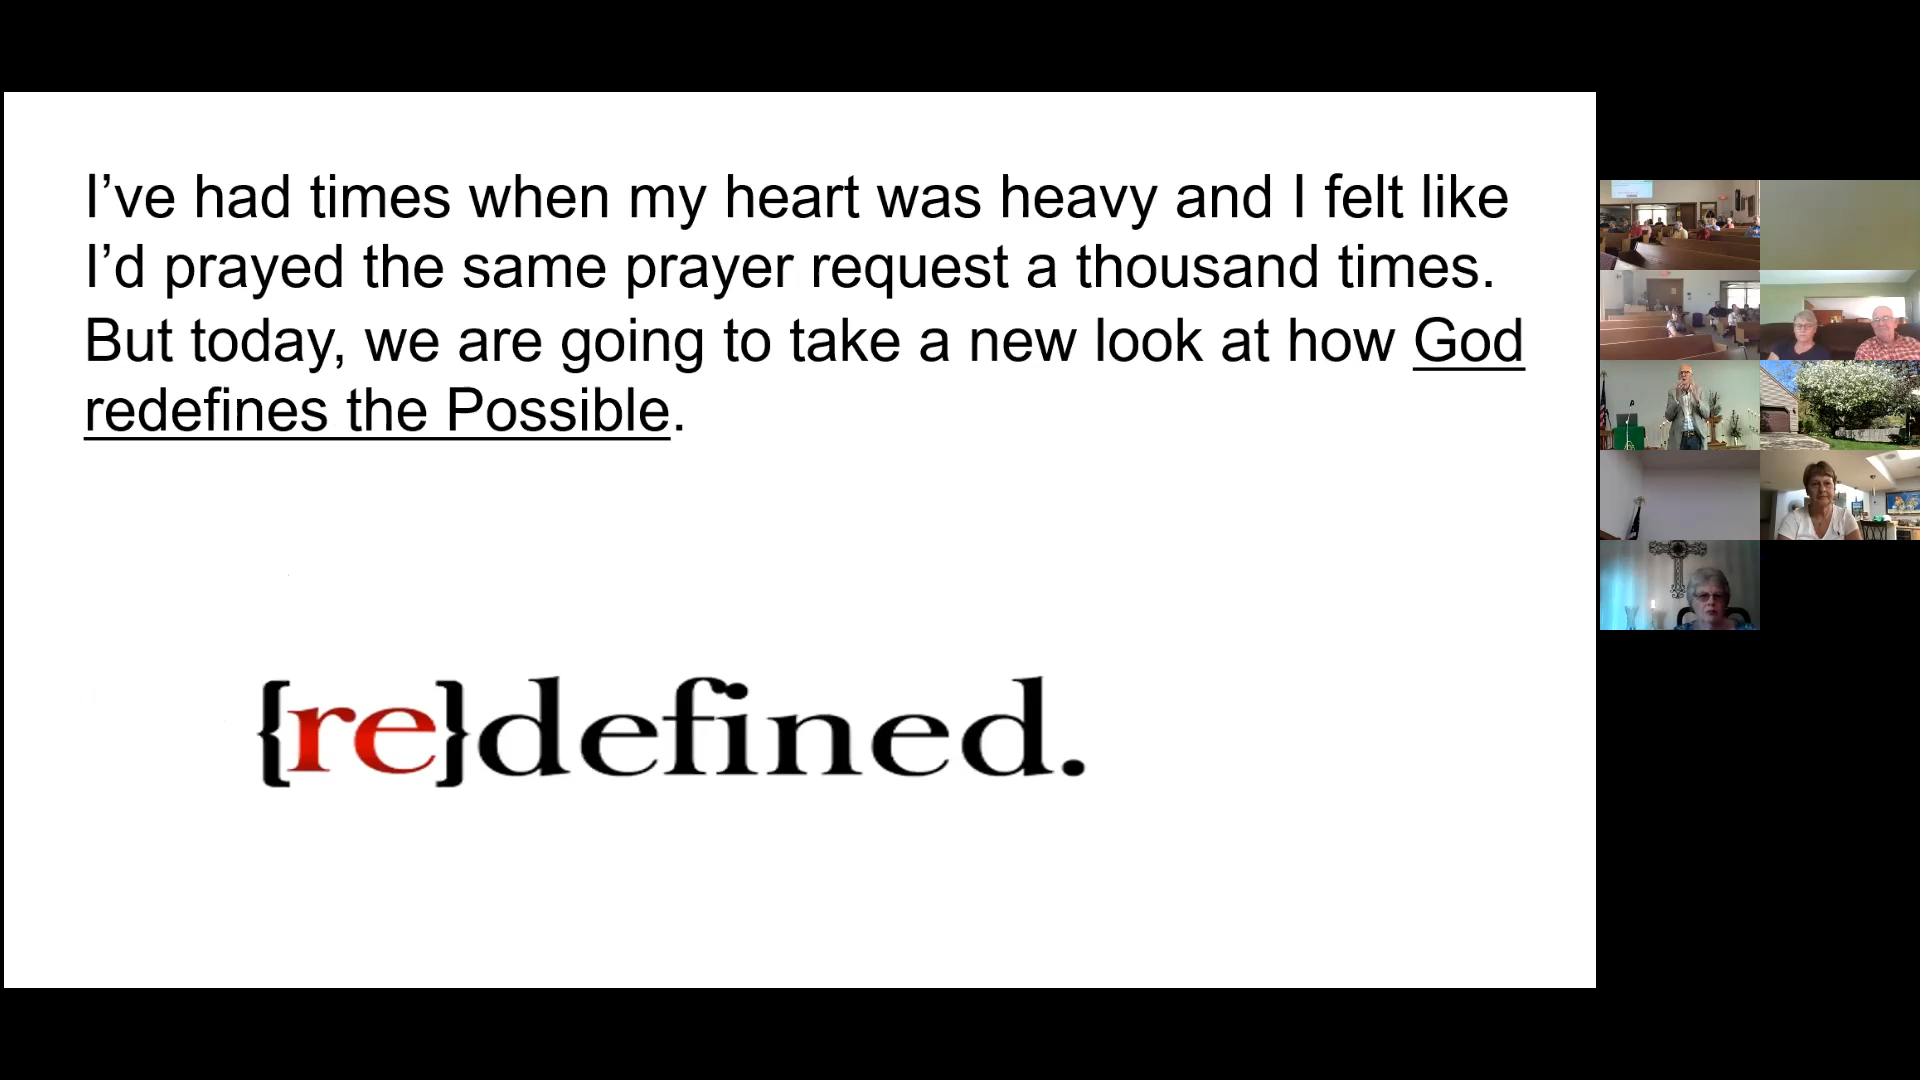 I’ve had times when my heart was heavy and I felt like
I’d prayed the same prayer request a thousand times.
But today, we are going to take a new look at how God
redefines the Possible.
{re}defined.